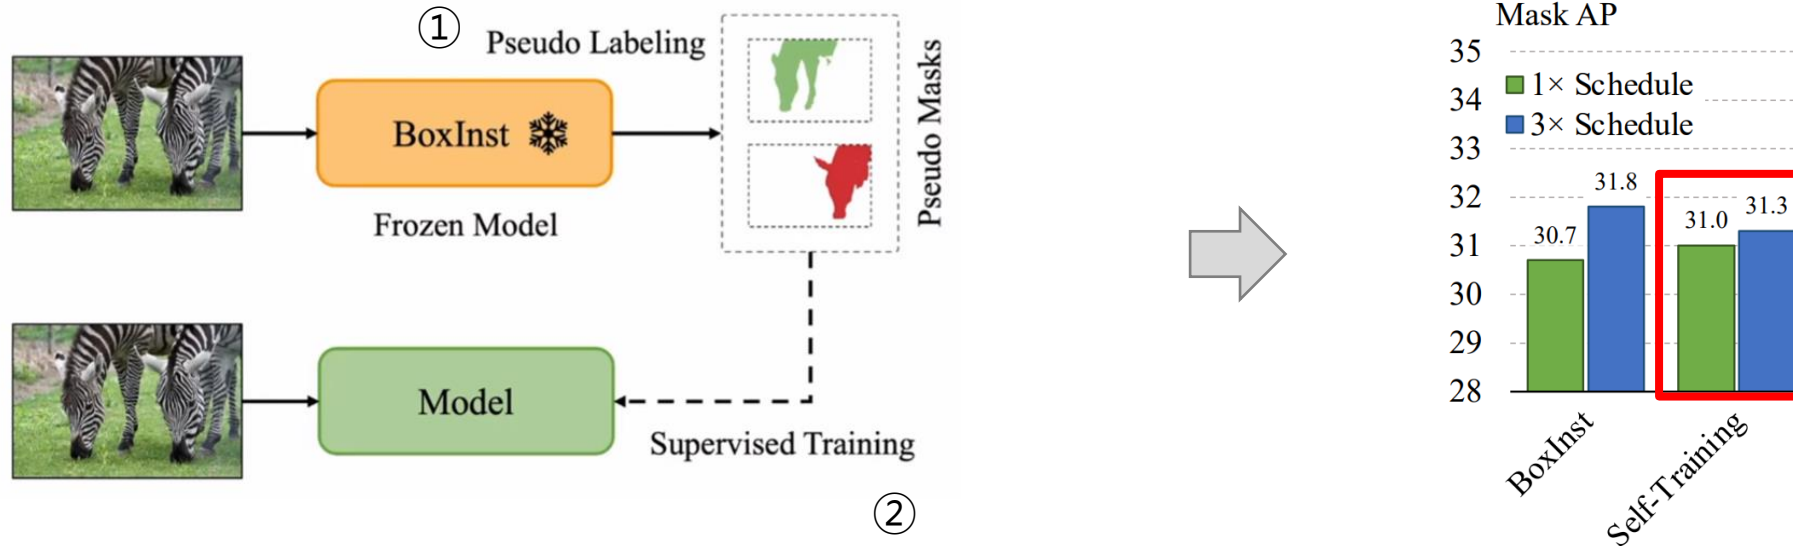 ①
Pseudo Labeling
BoxInst
Frozen Model
Pseudo Masks
Model
Supervised Training
②
Mask AP
35
34
33
32
31
30
29
28
1× Schedule
3× Schedule
30.7
31.8
31.0
31.3
BoxInst
Self-Training